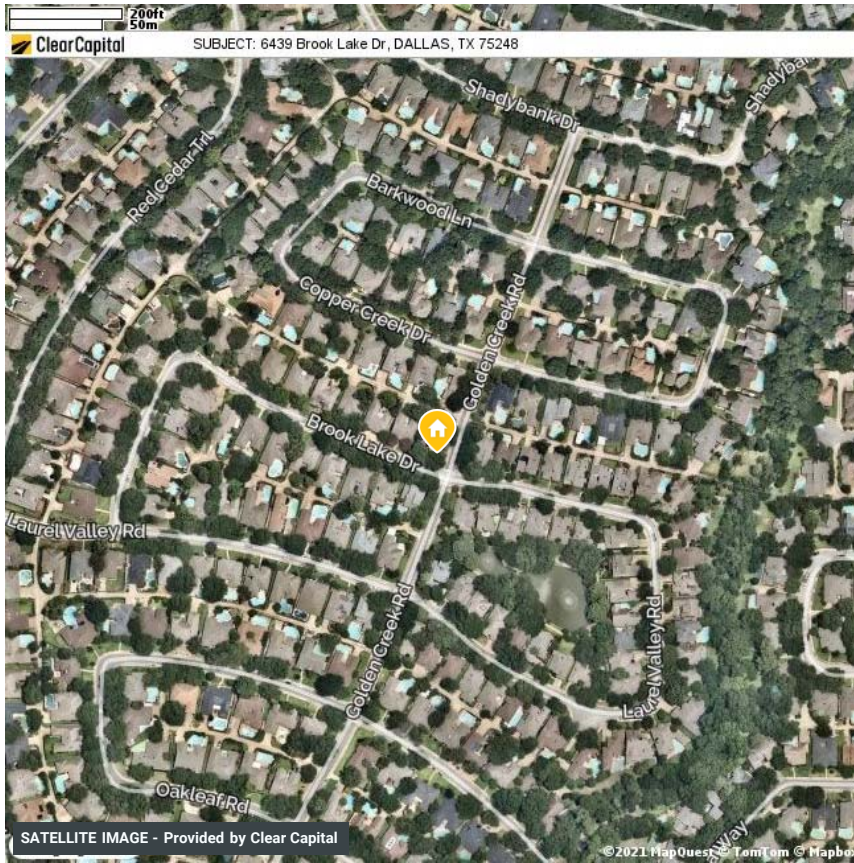 200ft
50m
ClearCapital
SUBJECT: 6439 Brook Lake Dr, DALLAS, TX 75248
Shadybank Dr
Red Cedar Trl
Barkwood Ln
Copper Creek Dr
Golden Creek Rd
Brook Lake Dr
Laurel Valley Rd
Golden Creek Rd
Laurel Valley Rd
Oakleaf Rd
Way
SATELLITE IMAGE - Provided by Clear Capital
©2021 MapQuest © TomTom © Mapbox